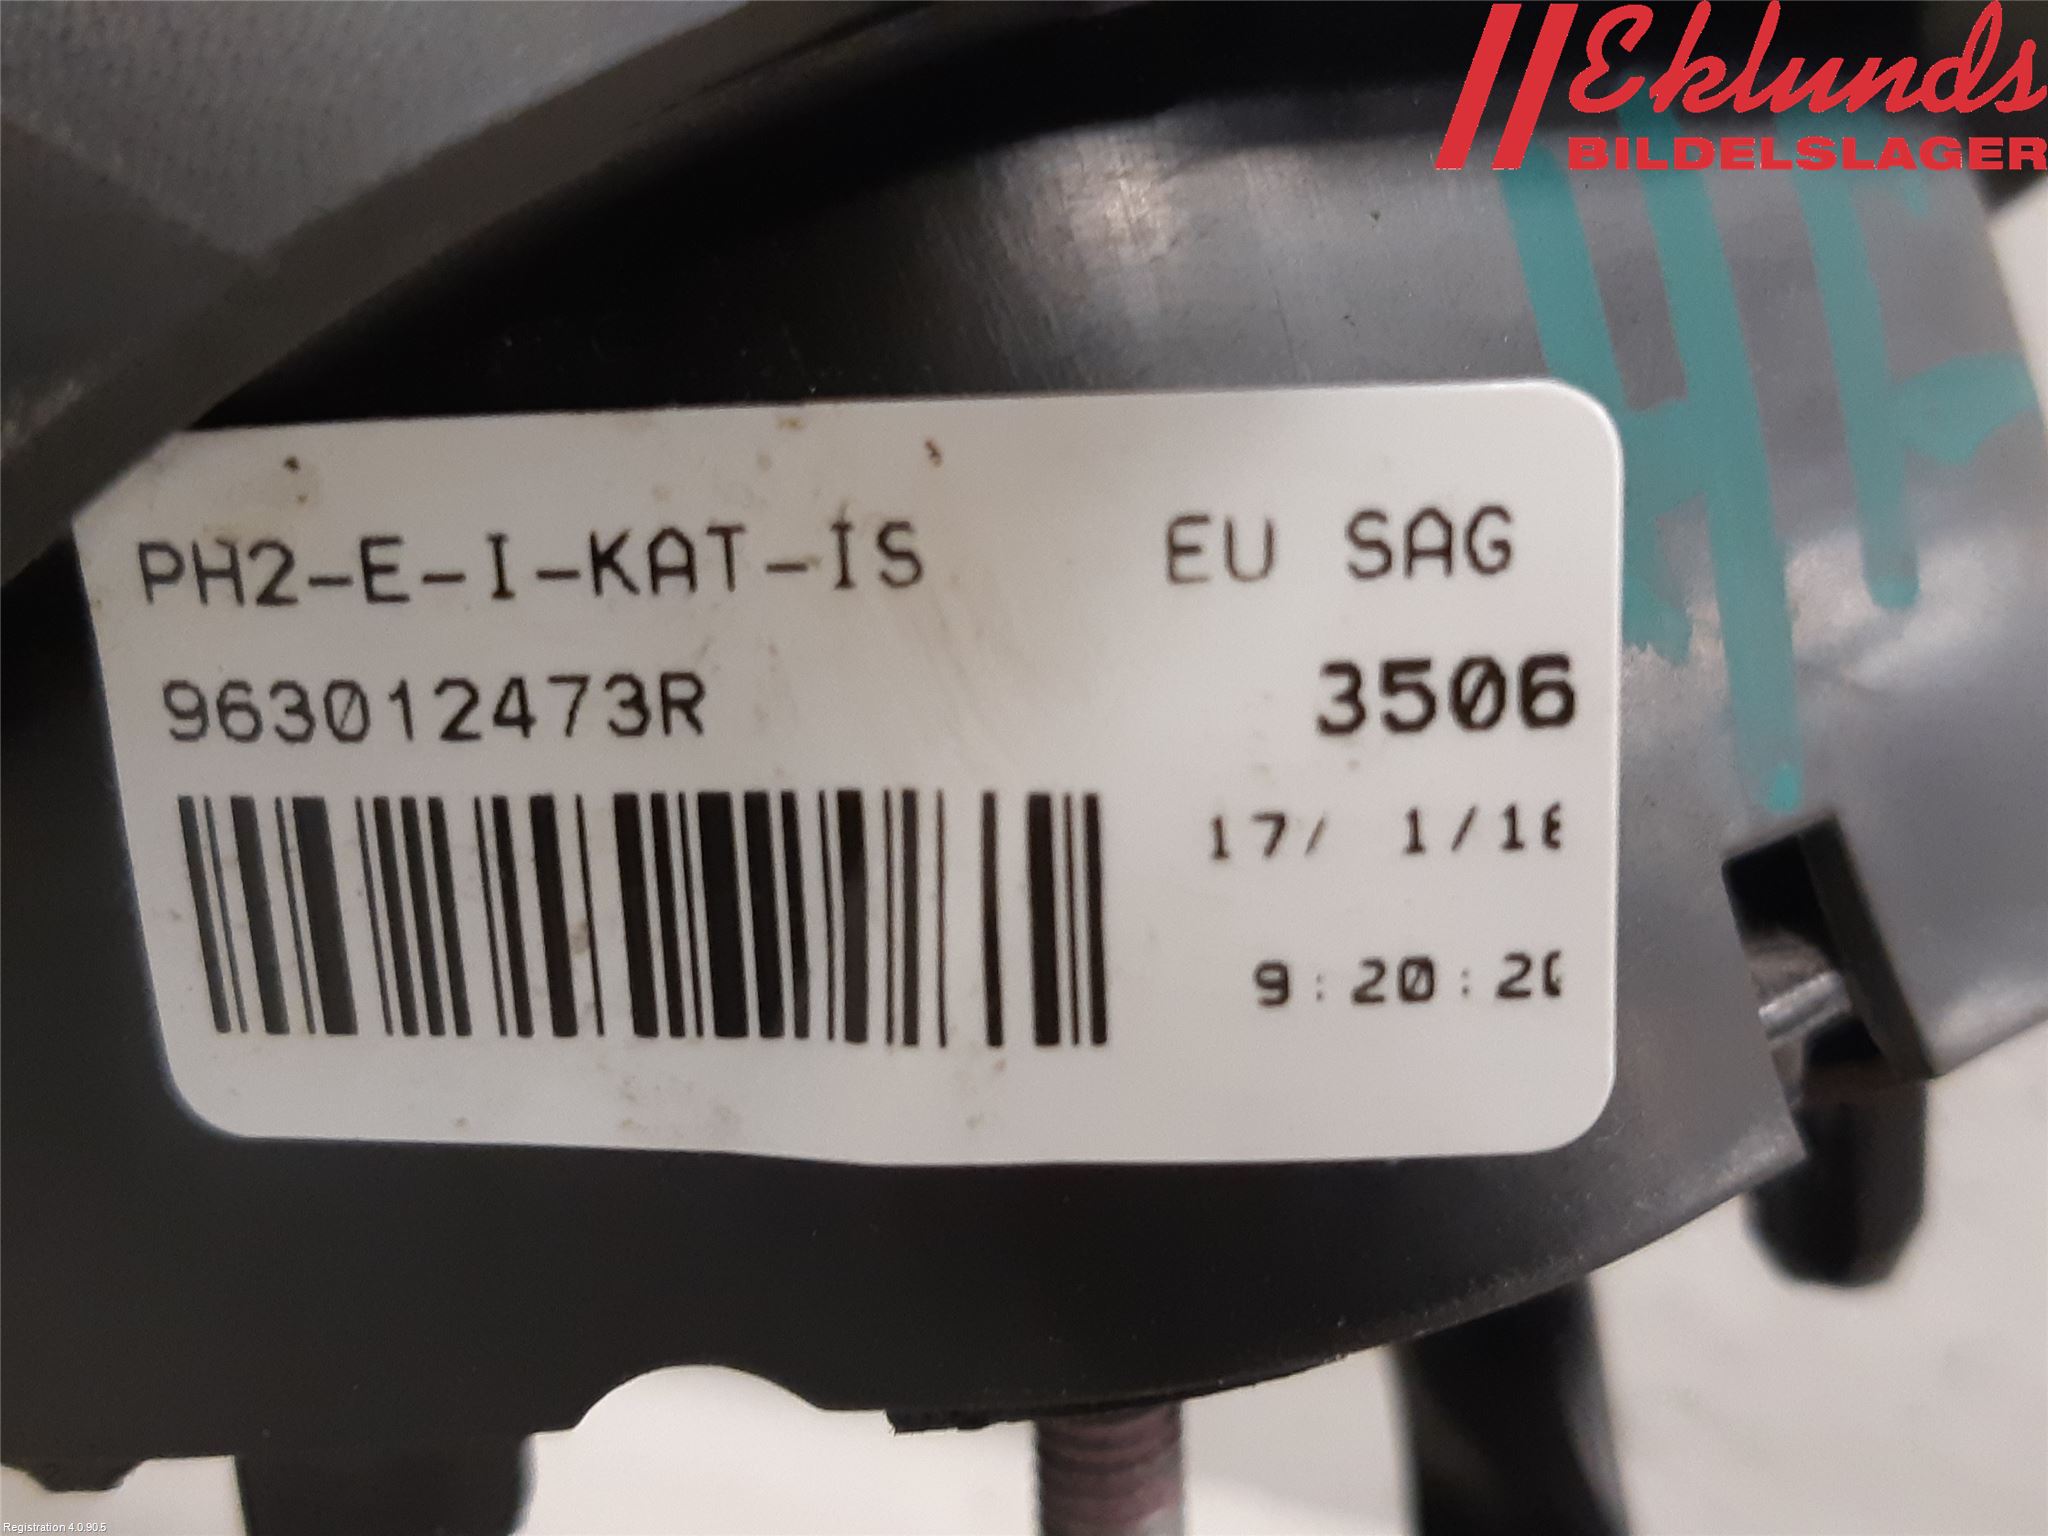 Eklunds
BILDELSLAGER
PH2-E-I-KAT-IS EU SAG
963012473R 3506
17/ 1/1
9:20:2
Registration 4.0.90.5